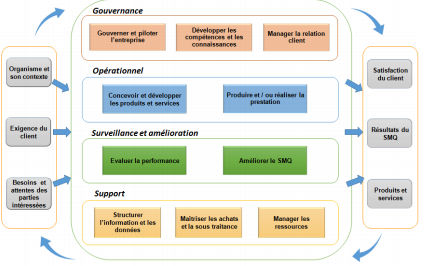 Gouvernance
Gouverner et piloter
l'entreprise
Développer les
compétences et les
connaissances
Manager la relation
client
Opérationnel
Concevoir et développer
les produits et services
Produire et / ou réaliser la
prestation
Surveillance et amélioration
Evaluer la performance
Améliorer le SMQ
Support
Structurer
l'information et les
données
Maîtriser les achats
et la sous traitance
Manager les
ressources
Organisme et
son contexte
Exigence du
client
Besoins et
attentes des
parties
intéressées
Satisfaction
du client
Résultats du
SMQ
Produits et
services